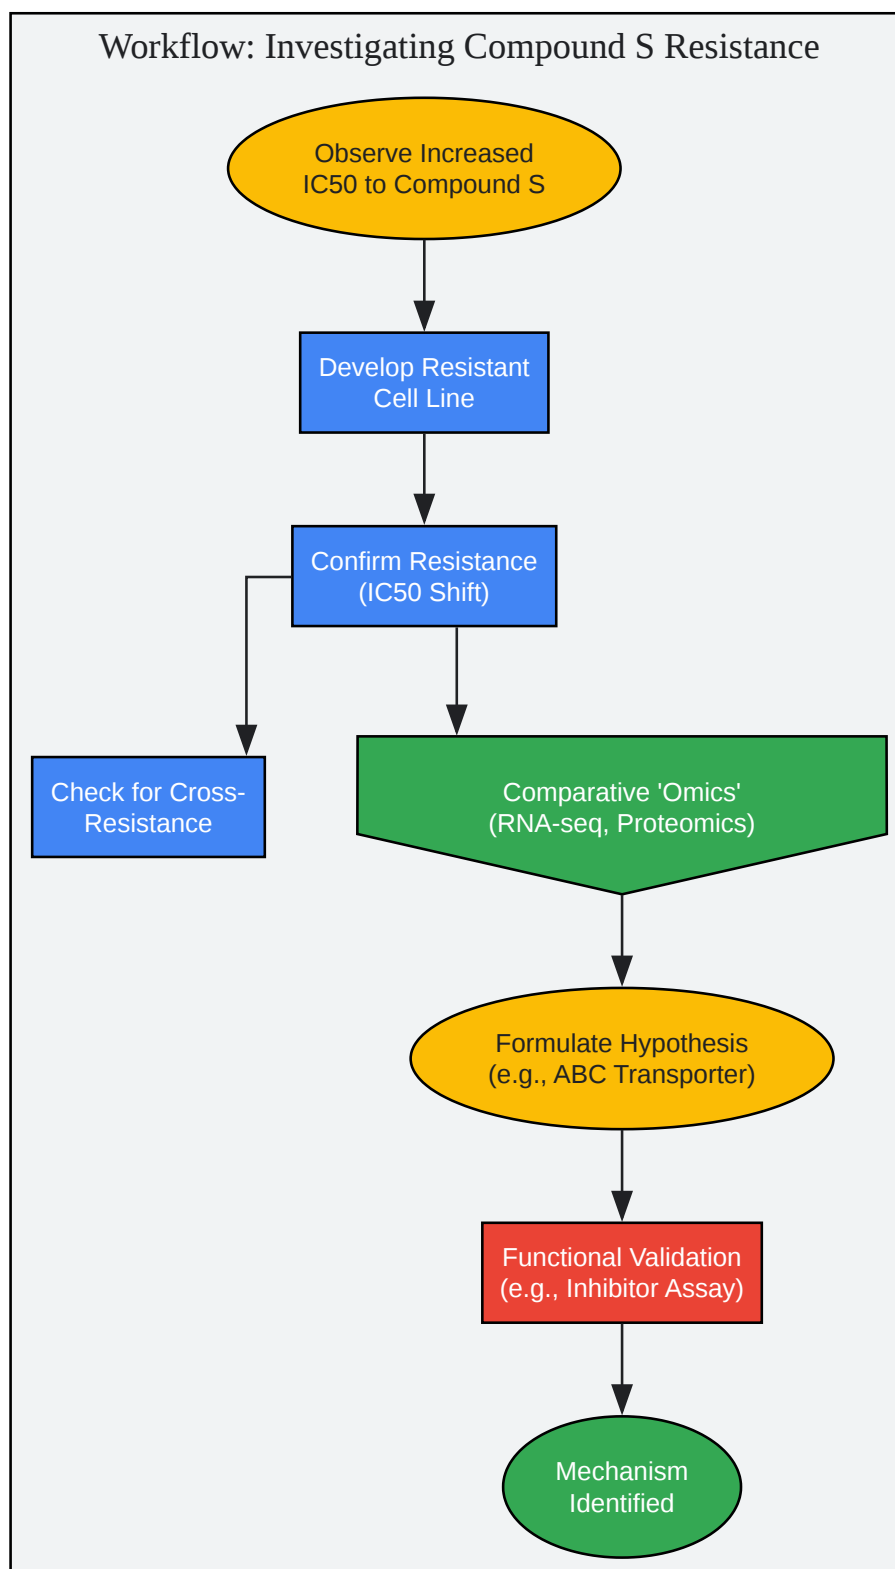 Workflow: Investigating Compound S Resistance
Observe Increased
IC50 to Compound S
Develop Resistant
Cell Line
Confirm Resistance
(IC50 Shift)
Check for Cross-
Resistance
Comparative 'Omics'
(RNA-seq, Proteomics)
Formulate Hypothesis
(e.g., ABC Transporter)
Functional Validation
(e.g., Inhibitor Assay)
Mechanism
Identified